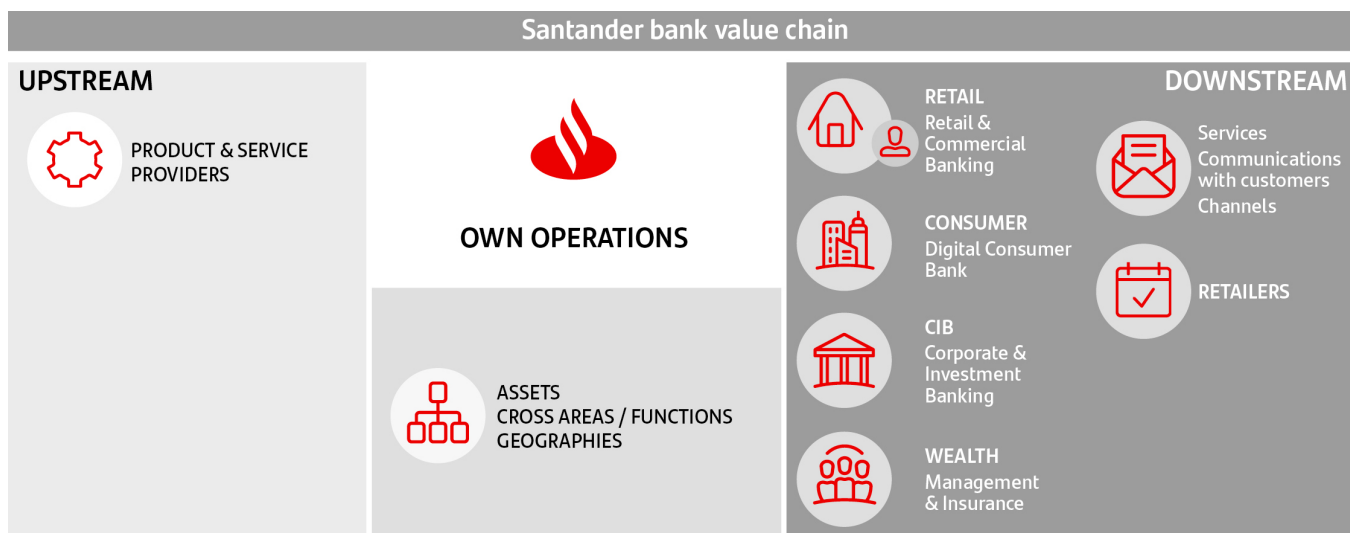 Santander bank value chain
UPSTREAM
PRODUCT & SERVICE
PROVIDERS
OWN OPERATIONS
ASSETS
CROSS AREAS / FUNCTIONS
GEOGRAPHIES
DOWNSTREAM
RETAIL
Retail &
Commercial
Banking
CONSUMER
Digital Consumer
Bank
CIB
Corporate &
Investment
Banking
WEALTH
Management
& Insurance
Services
Communications
with customers
Channels
RETAILERS